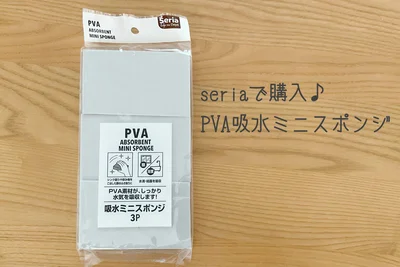 PVA
ABSORBENT
MINI SPONGE
Seria
seriaで購入♪
PVA吸水ミニスポンジ
PVA
ABSORBENT
MINI SPONGE
PVA素材が、しっかり
水気を吸収します!
吸水ミニスポンジ
3P